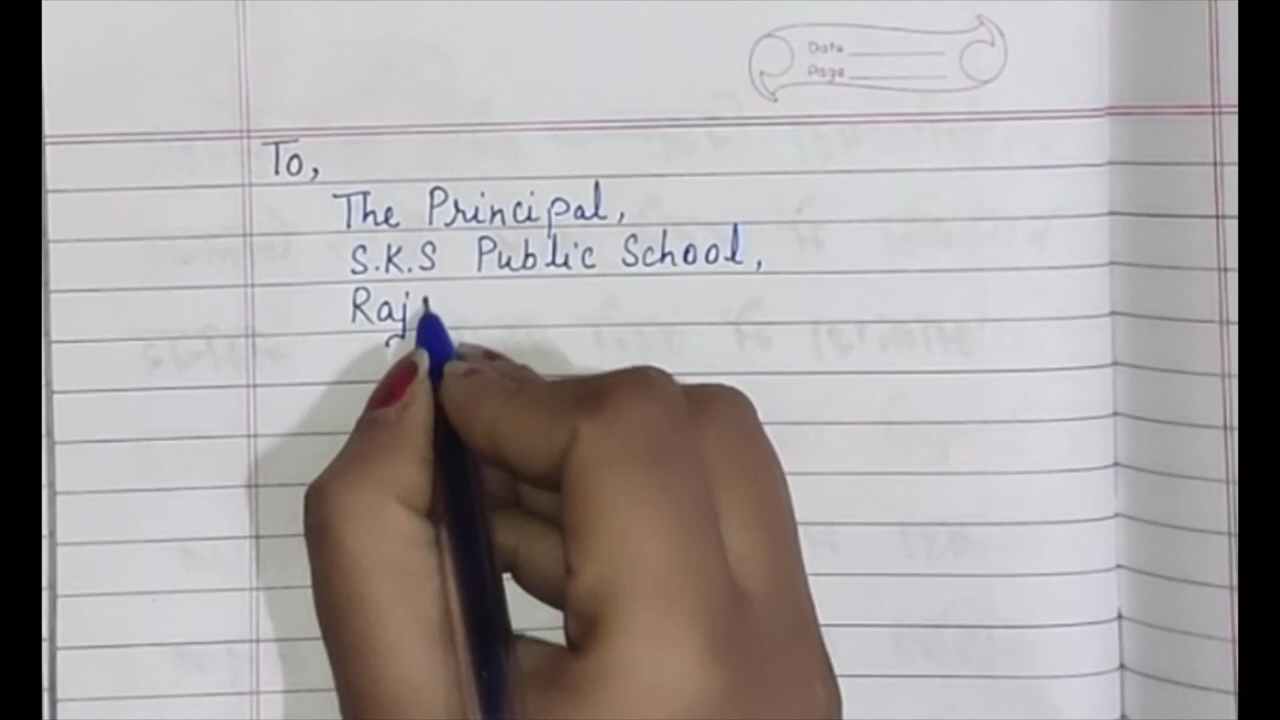 Date
Page
To,
The Principal,
S.K.S Public School,
Raj